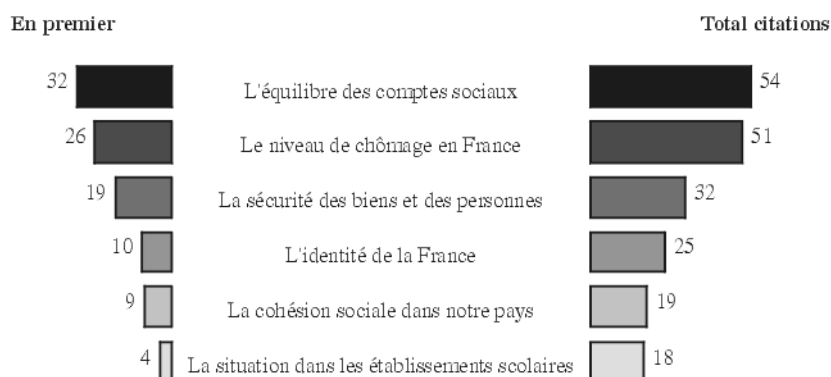 En premier Total citations
32 L'équilibre des comptes sociaux 54
26 Le niveau de chômage en France 51
19 La sécurité des biens et des personnes 32
10 L'identité de la France 25
9 La cohésion sociale dans notre pays 19
4 La situation dans les établissements scolaires 18